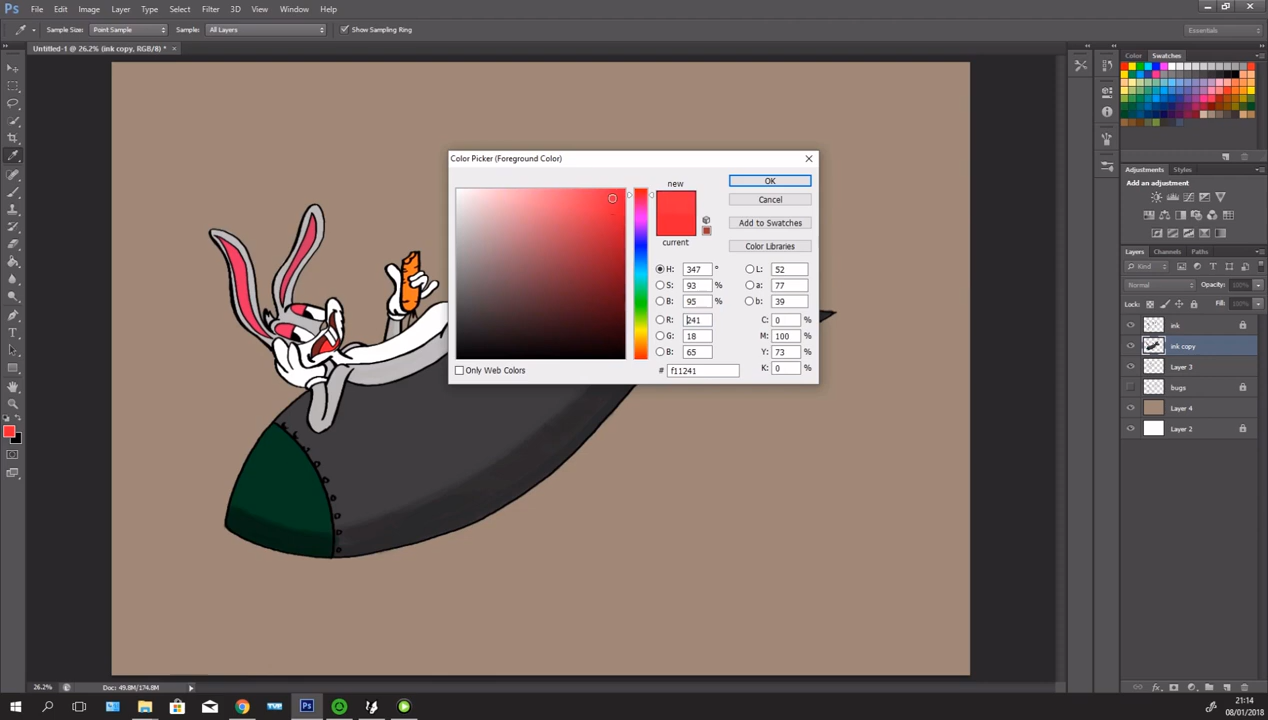 Ps File Edit Image Layer Type Select Filter 3D View Window Help
Sample Size: Point Sample Sample: All Layers Show Sampling Ring Essentials
Untitled-1 @ 26.2% (ink copy, RGB/8) * ×
Color Swatches
Color Picker (Foreground Color)
new
OK
Cancel
Add to Swatches
current
Color Libraries
H: 347 °
S: 93 %
B: 95 %
R: 241
G: 18
B: 65
L: 52
a: 77
b: 39
C: 0 %
M: 100 %
Y: 73 %
K: 0 %
Only Web Colors
# f11241
Adjustments Styles
Add an adjustment
Layers Channels Paths
Kind
Normal Opacity: 100%
Lock: Fill: 100%
ink
ink copy
Layer 3
bugs
Layer 4
Layer 2
26.2% Doc: 49.8M/174.8M
Ps
21:14
08/01/2018